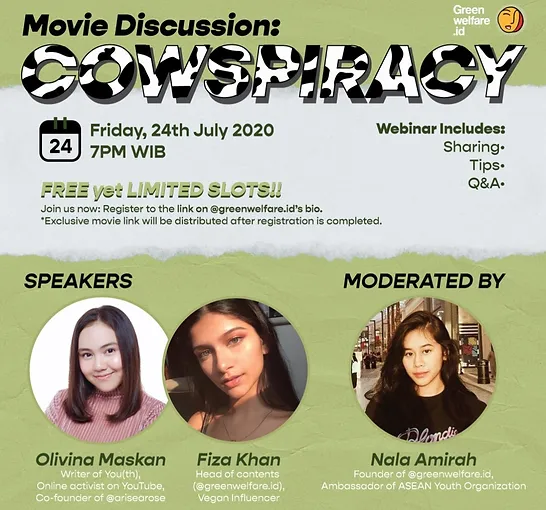 Movie Discussion:
Green
welfare
.id
COWSPIRACY
24
Friday, 24th July 2020
7PM WIB
Webinar Includes:
Sharing•
Tips•
Q&A•
FREE yet LIMITED SLOTS!!
Join us now: Register to the link on @greenwelfare.id's bio.
*Exclusive movie link will be distributed after registration is completed.
SPEAKERS
MODERATED BY
Blondie
Olivina Maskan
Writer of You(th),
Online activist on YouTube,
Co-founder of @arisearose
Fiza Khan
Head of contents
(@greenwelfare.id),
Vegan Influencer
Nala Amirah
Founder of @greenwelfare.id,
Ambassador of ASEAN Youth Organization